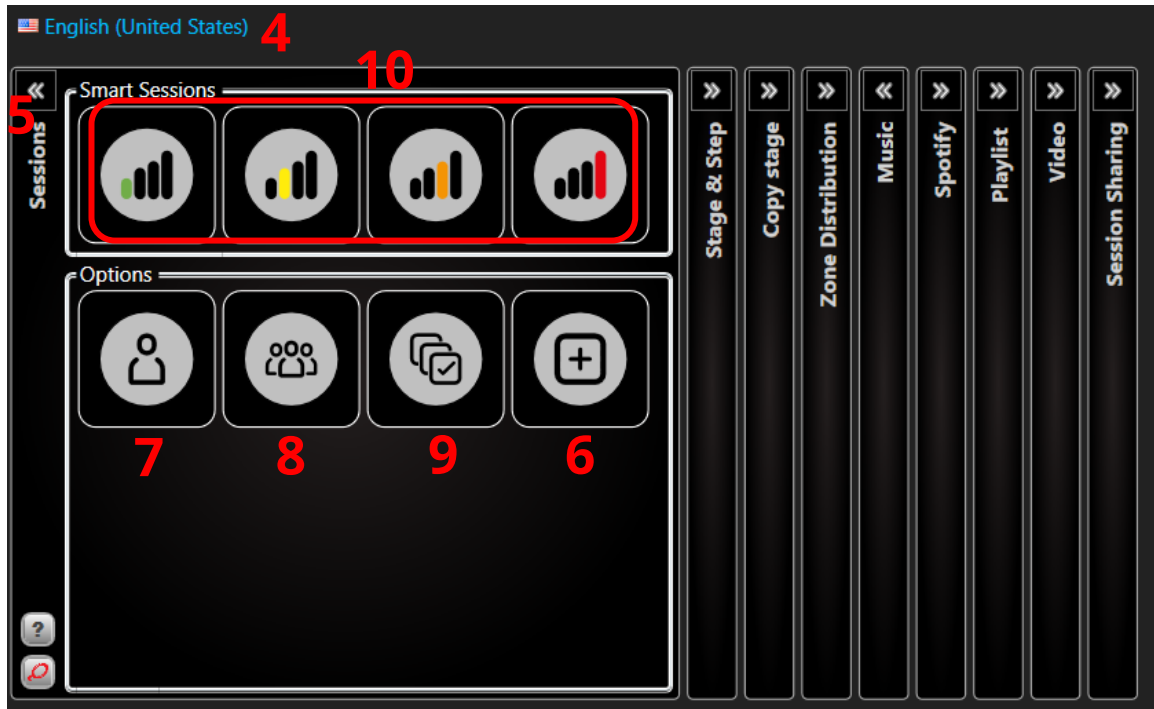 English (United States) 4
10
5
Sessions
Smart Sessions
Options
7 8 9 6
?
Stage & Step
Copy stage
Zone Distribution
Music
Spotify
Playlist
Video
Session Sharing